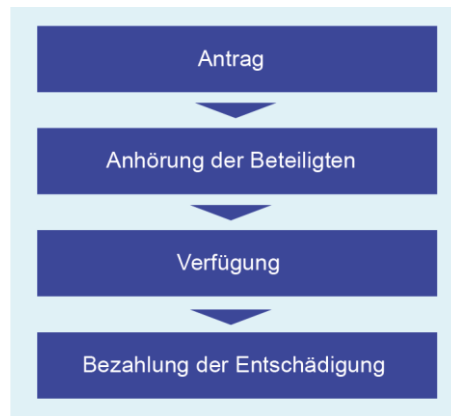 Antrag
Anhörung der Beteiligten
Verfügung
Bezahlung der Entschädigung